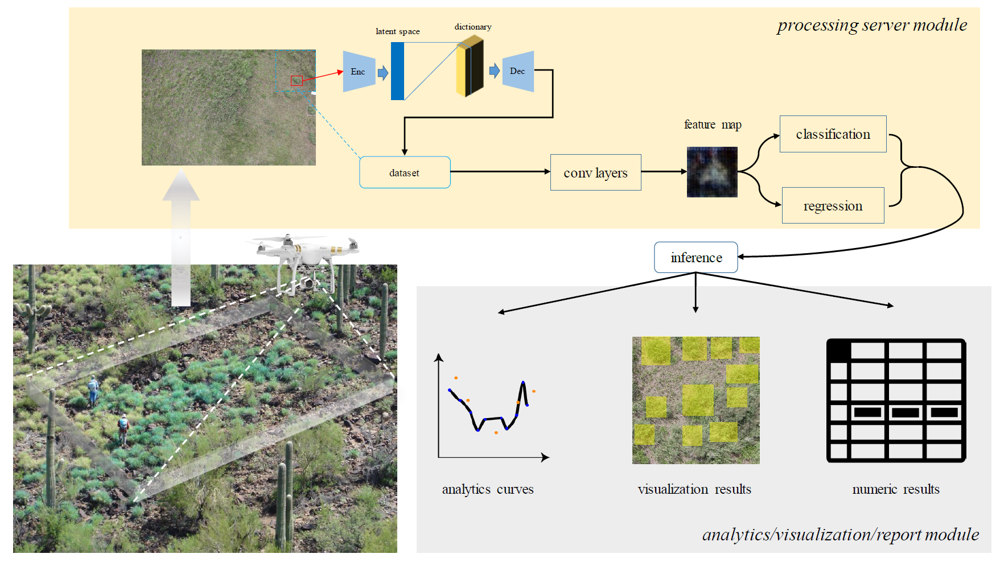 processing server module
latent space
dictionary
Enc
Dec
feature map
classification
dataset
conv layers
regression
inference
analytics curves
visualization results
numeric results
analytics/visualization/report module